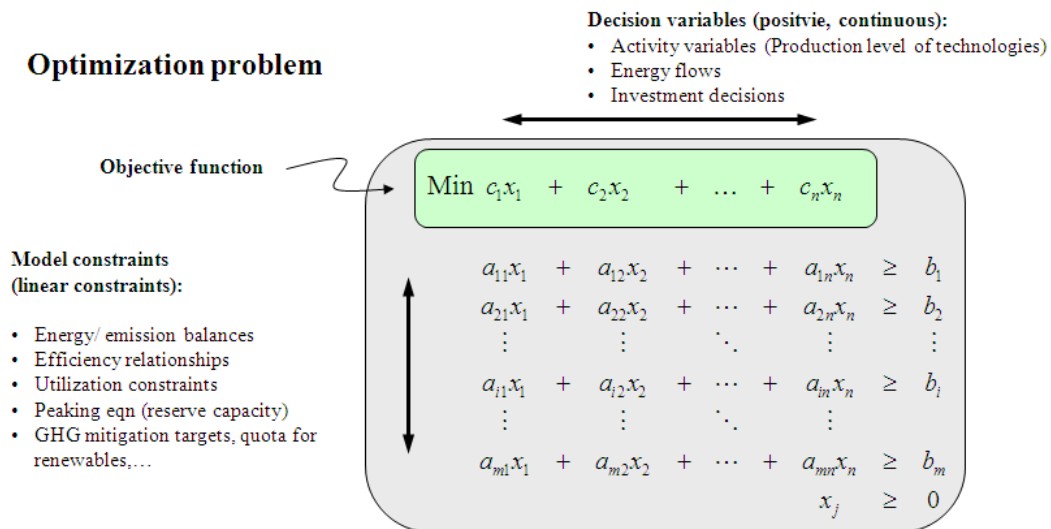 Decision variables (positvie, continuous):
• Activity variables (Production level of technologies)
• Energy flows
• Investment decisions
Optimization problem
Objective function
Min c₁x₁ + c₂x₂ + … + cₙxₙ
Model constraints
(linear constraints):
• Energy/ emission balances
• Efficiency relationships
• Utilization constraints
• Peaking eqn (reserve capacity)
• GHG mitigation targets, quota for
renewables,…
a₁₁x₁ + a₁₂x₂ + ⋯ + a₁ₙxₙ ≥ b₁
a₂₁x₁ + a₂₂x₂ + ⋯ + a₂ₙxₙ ≥ b₂
⋮ ⋮ ⋱ ⋮ ⋮
aᵢ₁x₁ + aᵢ₂x₂ + ⋯ + aᵢₙxₙ ≥ bᵢ
⋮ ⋮ ⋱ ⋮
aₘ₁x₁ + aₘ₂x₂ + ⋯ + aₘₙxₙ ≥ bₘ
xⱼ ≥ 0